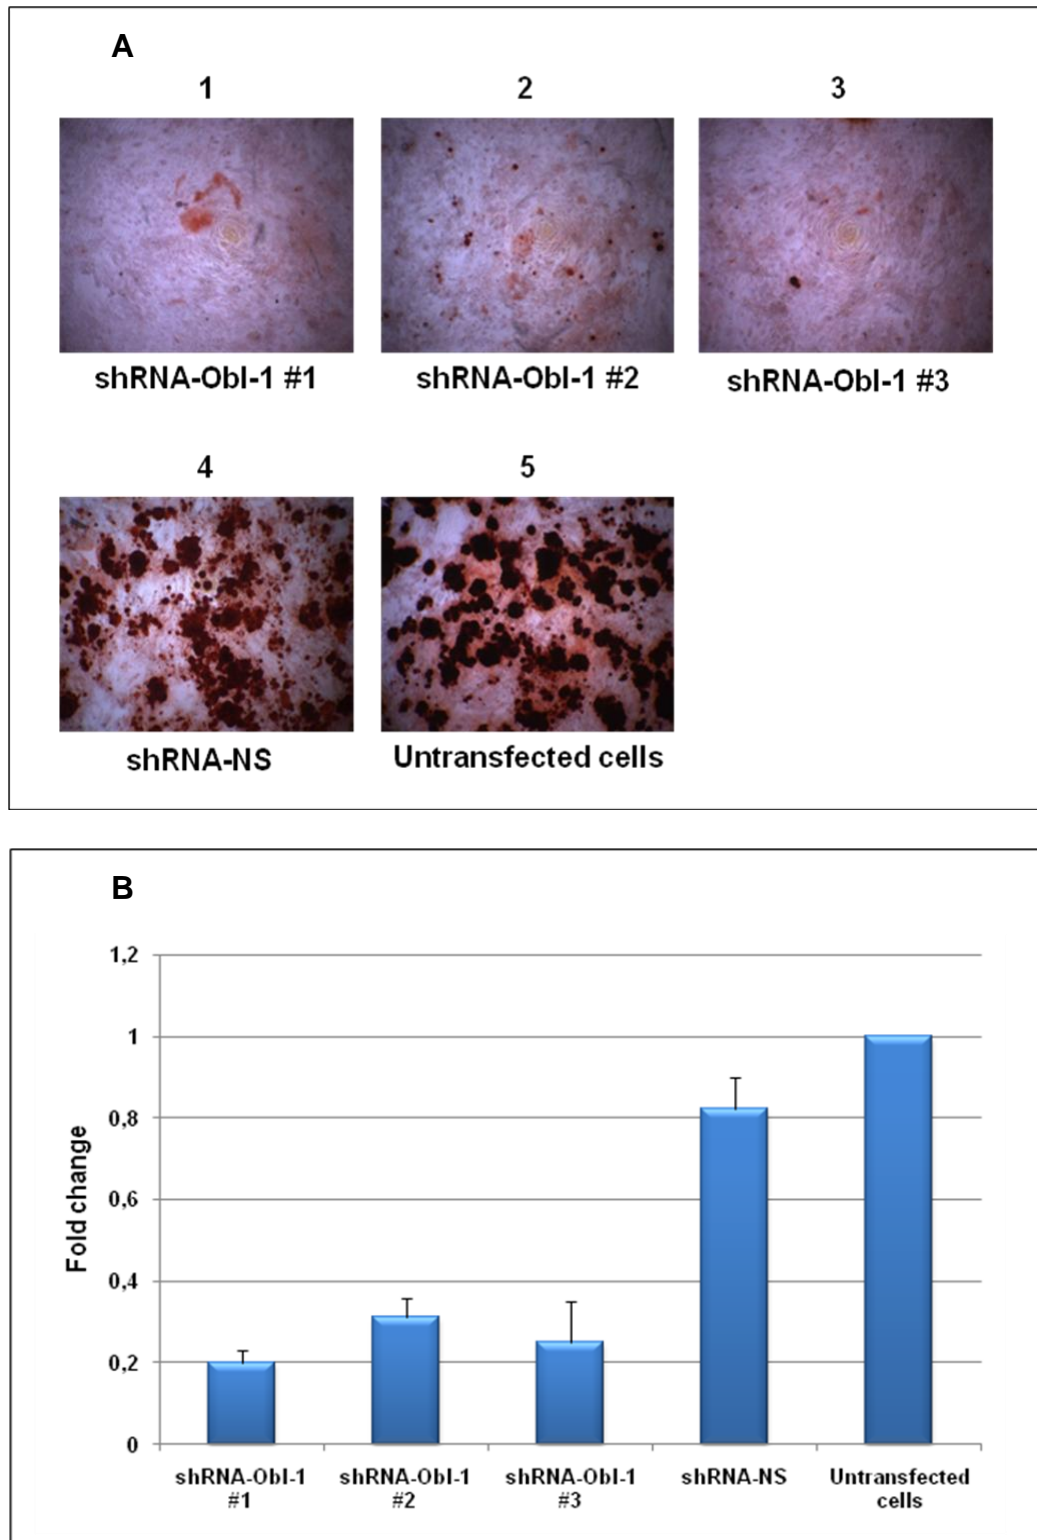 A
1 2 3
shRNA-Obl-1 #1 shRNA-Obl-1 #2 shRNA-Obl-1 #3
4 5
shRNA-NS Untransfected cells
B
Fold change
1,2
1
0,8
0,6
0,4
0,2
0
shRNA-Obl-1
#1
shRNA-Obl-1
#2
shRNA-Obl-1
#3
shRNA-NS
Untransfected
cells